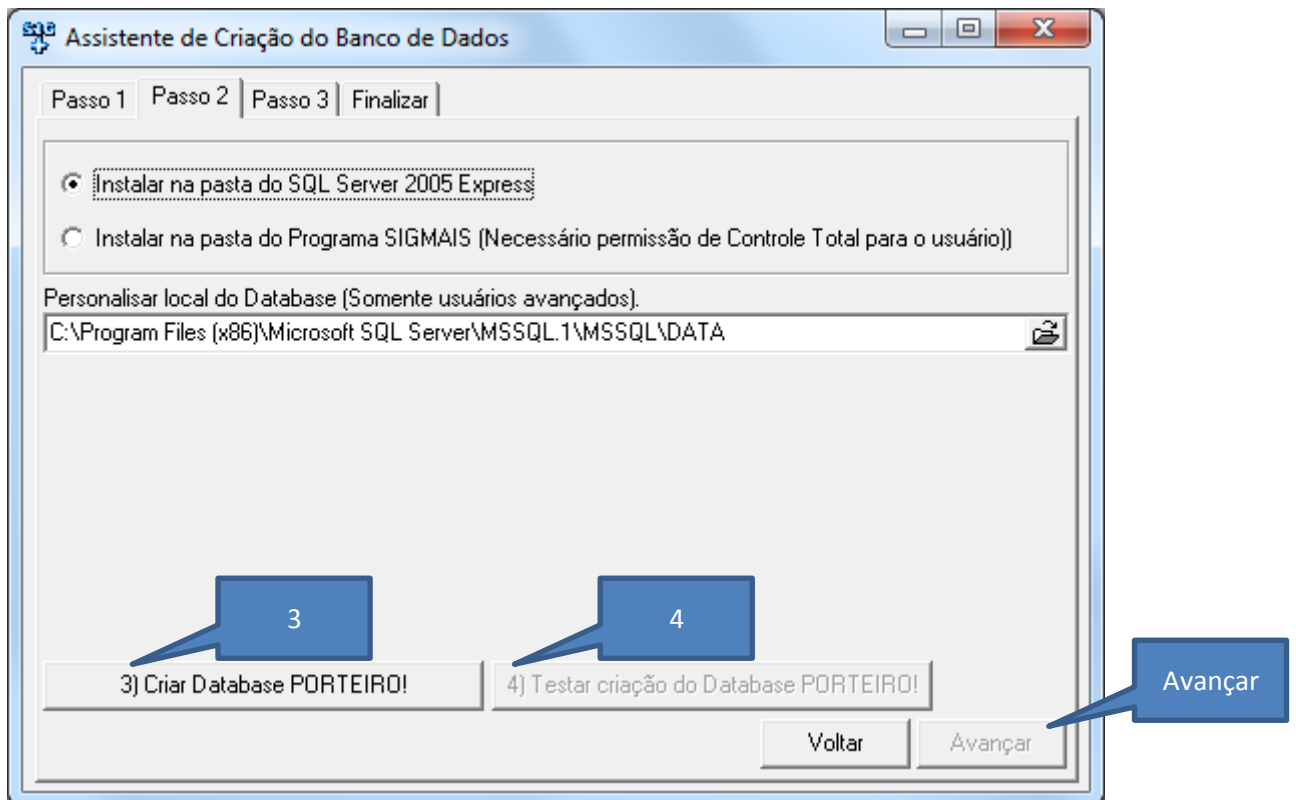 Assistente de Criação do Banco de Dados
Passo 1 Passo 2 Passo 3 Finalizar
Instalar na pasta do SQL Server 2005 Express
Instalar na pasta do Programa SIGMAIS (Necessário permissão de Controle Total para o usuário))
Personalisar local do Database (Somente usuários avançados).
C:\Program Files (x86)\Microsoft SQL Server\MSSQL.1\MSSQL\DATA
3 4
3) Criar Database PORTEIRO! 4) Testar criação do Database PORTEIRO!
Avançar
Voltar Avançar